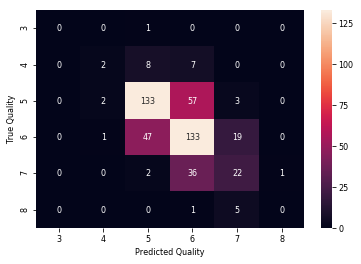 3 0 0 1 0 0 0
4 0 2 8 7 0 0
5 0 2 133 57 3 0
6 0 1 47 133 19 0
7 0 0 2 36 22 1
8 0 0 0 1 5 0
3 4 5 6 7 8
Predicted Quality
True Quality
125
100
75
50
25
0